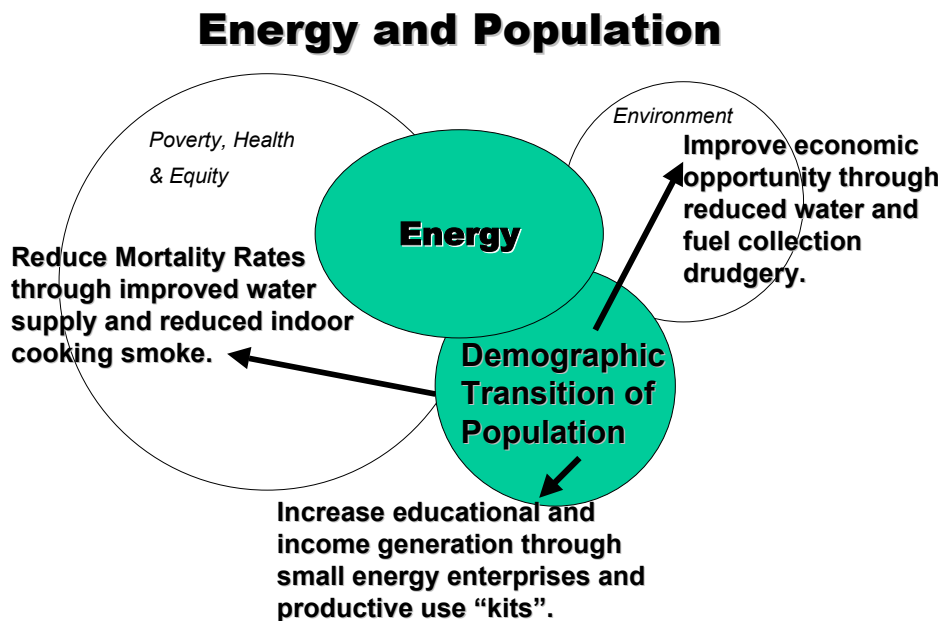 Energy and Population
Poverty, Health
& Equity
Environment
Improve economic
opportunity through
reduced water and
fuel collection
drudgery.
Energy
Reduce Mortality Rates
through improved water
supply and reduced indoor
cooking smoke.
Demographic
Transition of
Population
Increase educational and
income generation through
small energy enterprises and
productive use “kits”.